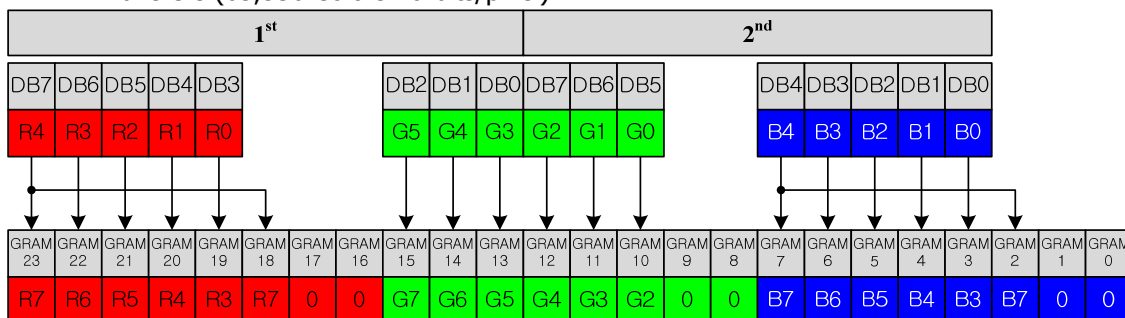 1st 2nd
DB7 DB6 DB5 DB4 DB3 DB2 DB1 DB0 DB7 DB6 DB5 DB4 DB3 DB2 DB1 DB0
R4 R3 R2 R1 R0 G5 G4 G3 G2 G1 G0 B4 B3 B2 B1 B0
GRAM GRAM GRAM GRAM GRAM GRAM GRAM GRAM GRAM GRAM GRAM GRAM GRAM GRAM GRAM GRAM GRAM GRAM GRAM GRAM GRAM GRAM GRAM GRAM
23 22 21 20 19 18 17 16 15 14 13 12 11 10 9 8 7 6 5 4 3 2 1 0
R7 R6 R5 R4 R3 R7 0 0 G7 G6 G5 G4 G3 G2 0 0 B7 B6 B5 B4 B3 B7 0 0